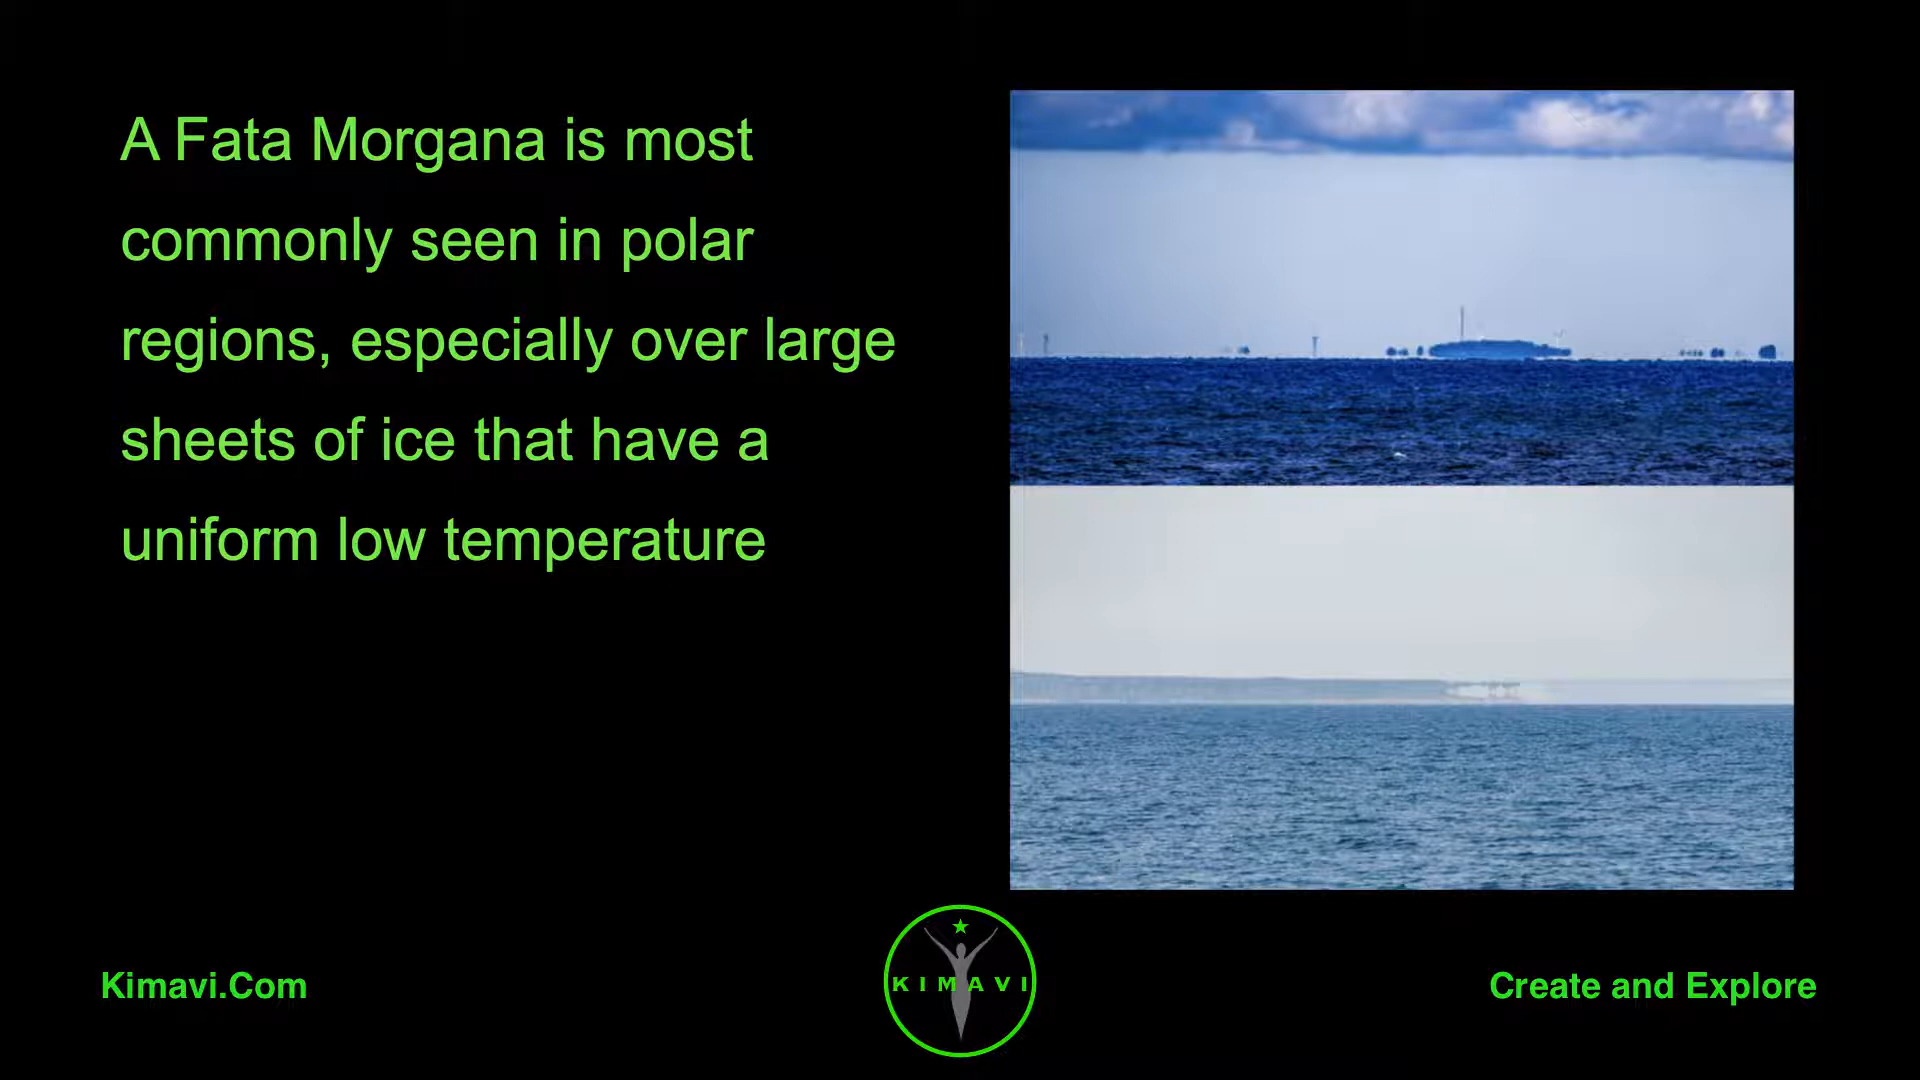 A Fata Morgana is most
commonly seen in polar
regions, especially over large
sheets of ice that have a
uniform low temperature
Kimavi.Com
KIMAVI
Create and Explore